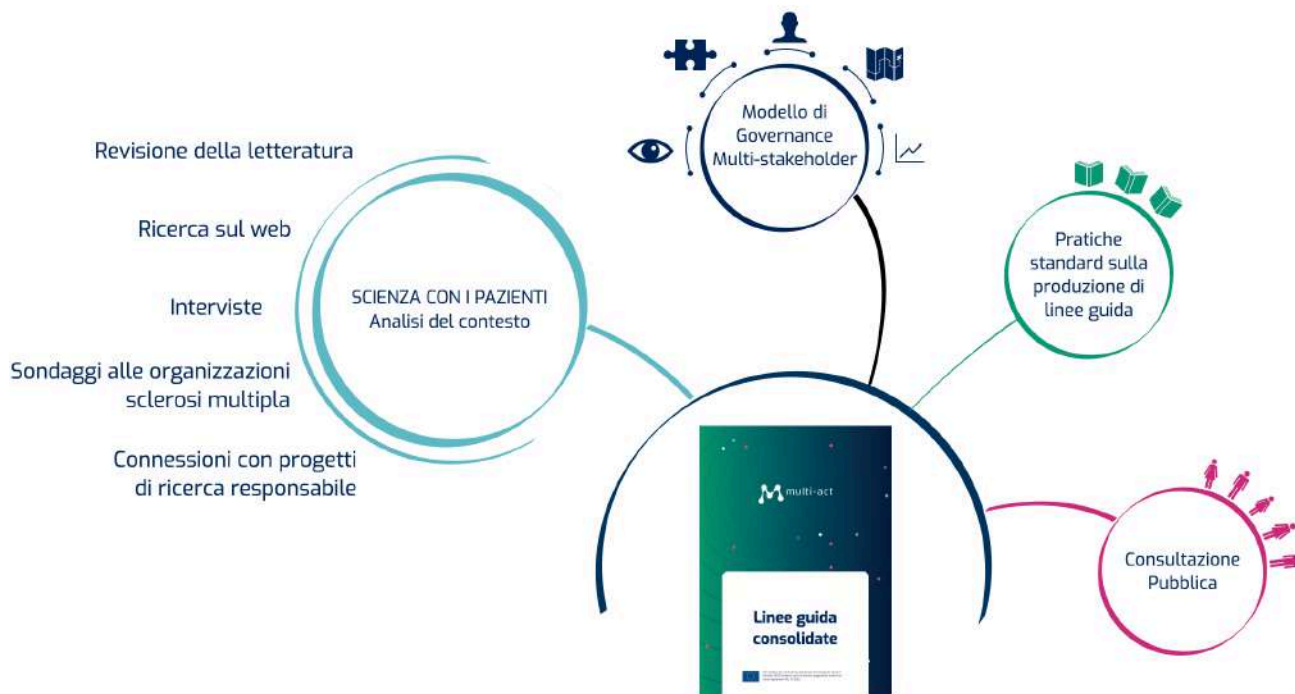 Revisione della letteratura
Ricerca sul web
Interviste
Sondaggi alle organizzazioni
sclerosi multipla
Connessioni con progetti
di ricerca responsabile
SCIENZA CON I PAZIENTI
Analisi del contesto
Modello di
Governance
Multi-stakeholder
Pratiche
standard sulla
produzione di
linee guida
Consultazione
Pubblica
multi-act
Linee guida
consolidate